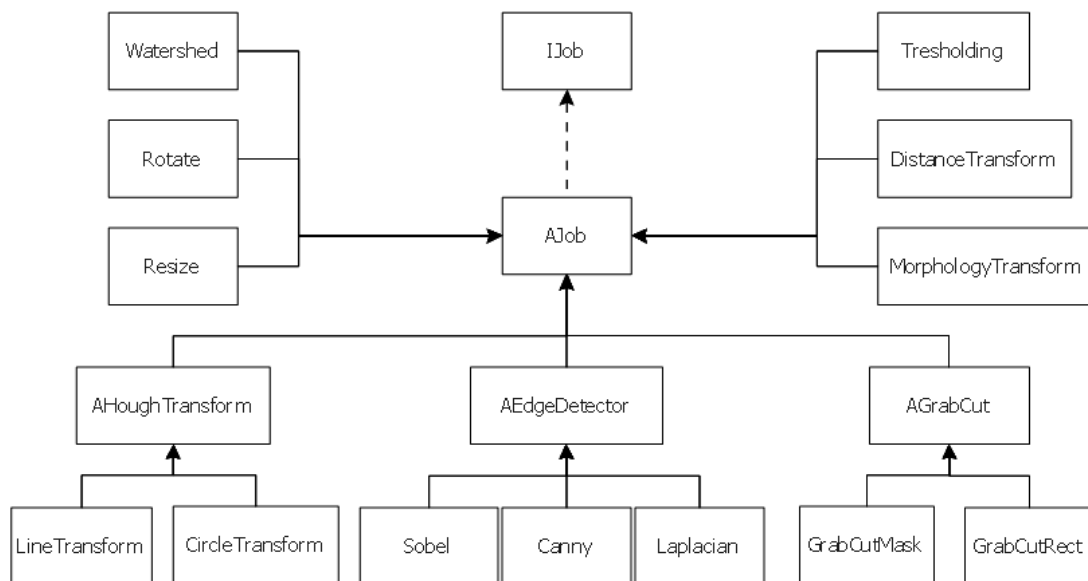 Watershed
IJob
Tresholding
Rotate
DistanceTransform
AJob
Resize
MorphologyTransform
AHoughTransform
AEdgeDetector
AGrabCut
LineTransform
CircleTransform
Sobel
Canny
Laplacian
GrabCutMask
GrabCutRect